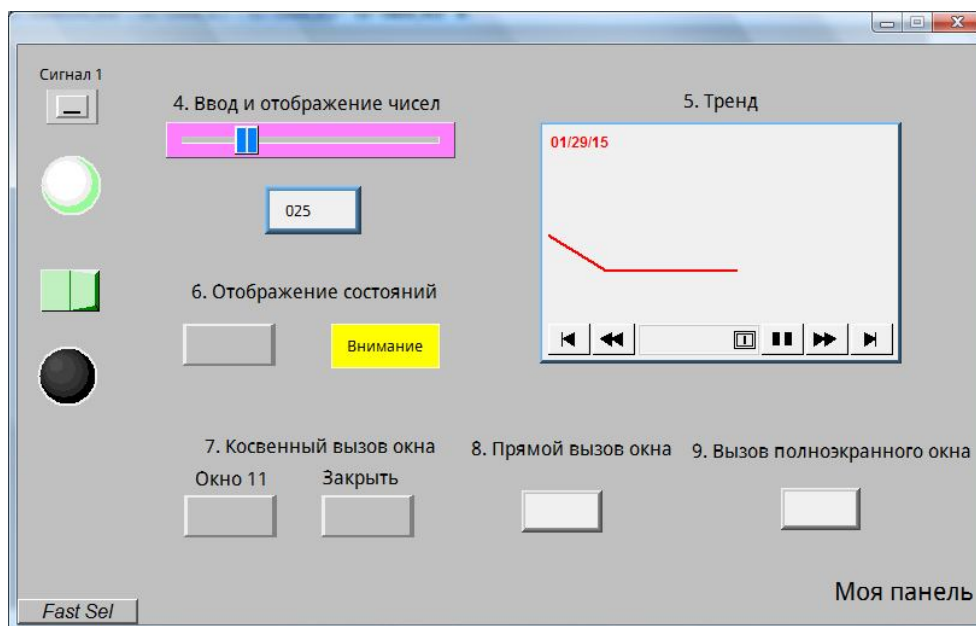 Сигнал 1
4. Ввод и отображение чисел
5. Тренд
01/29/15
025
6. Отображение состояний
Внимание
7. Косвенный вызов окна
8. Прямой вызов окна
9. Вызов полноэкранного окна
Окно 11
Закрыть
Моя панель
Fast Sel